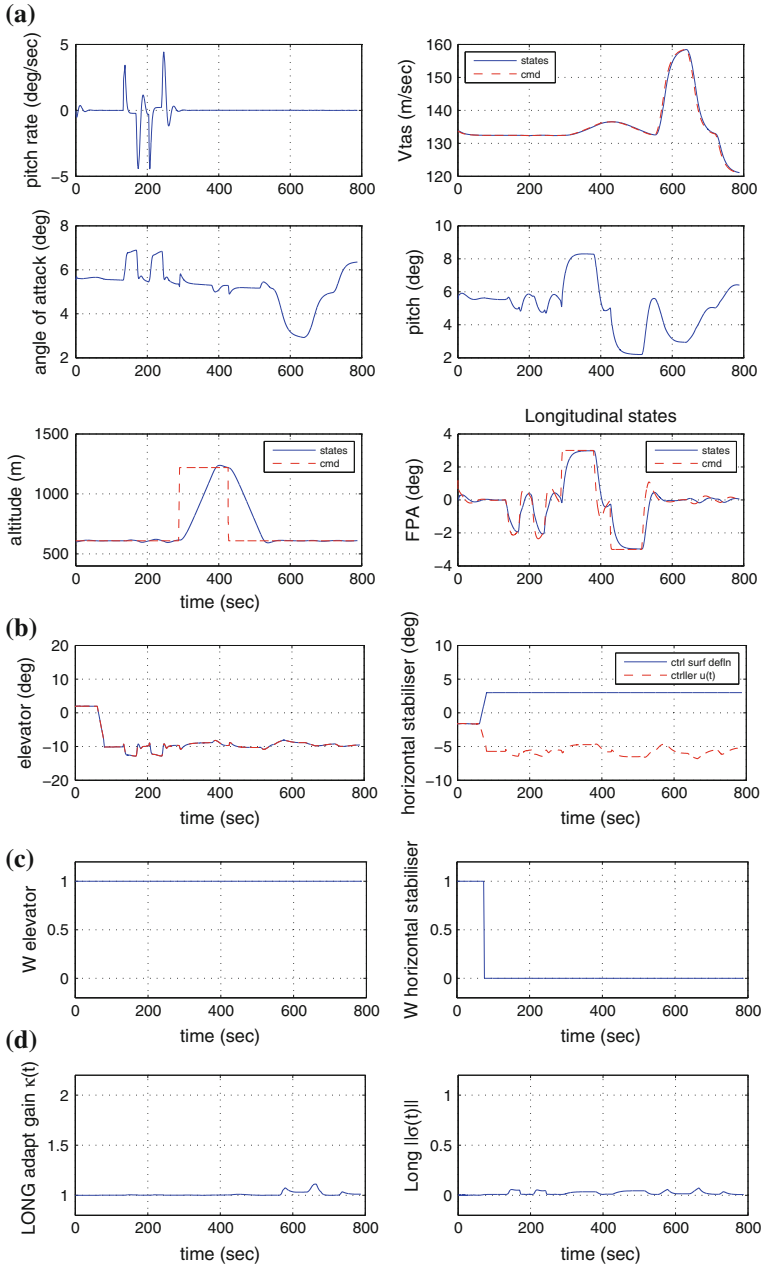 (a)
pitch rate (deg/sec)
5
0
−5
0 200 400 600 800
Vtas (m/sec)
160
150
140
130
120
states
cmd
0 200 400 600 800
angle of attack (deg)
8
6
4
2
0 200 400 600 800
pitch (deg)
10
8
6
4
2
0 200 400 600 800
altitude (m)
1500
1000
500
states
cmd
0 200 400 600 800
time (sec)
Longitudinal states
FPA (deg)
4
2
0
−2
−4
states
cmd
0 200 400 600 800
(b)
elevator (deg)
20
10
0
−10
−20
0 200 400 600 800
time (sec)
horizontal stabiliser (deg)
10
5
0
−5
−10
ctrl surf defln
ctrller u(t)
0 200 400 600 800
time (sec)
(c)
W elevator
1
0.5
0
0 200 400 600 800
time (sec)
W horizontal stabiliser
1
0.5
0
0 200 400 600 800
time (sec)
(d)
LONG adapt gain κ(t)
2
1.5
1
0 200 400 600 800
time (sec)
Long ||σ(t)||
1
0.5
0
0 200 400 600 800
time (sec)